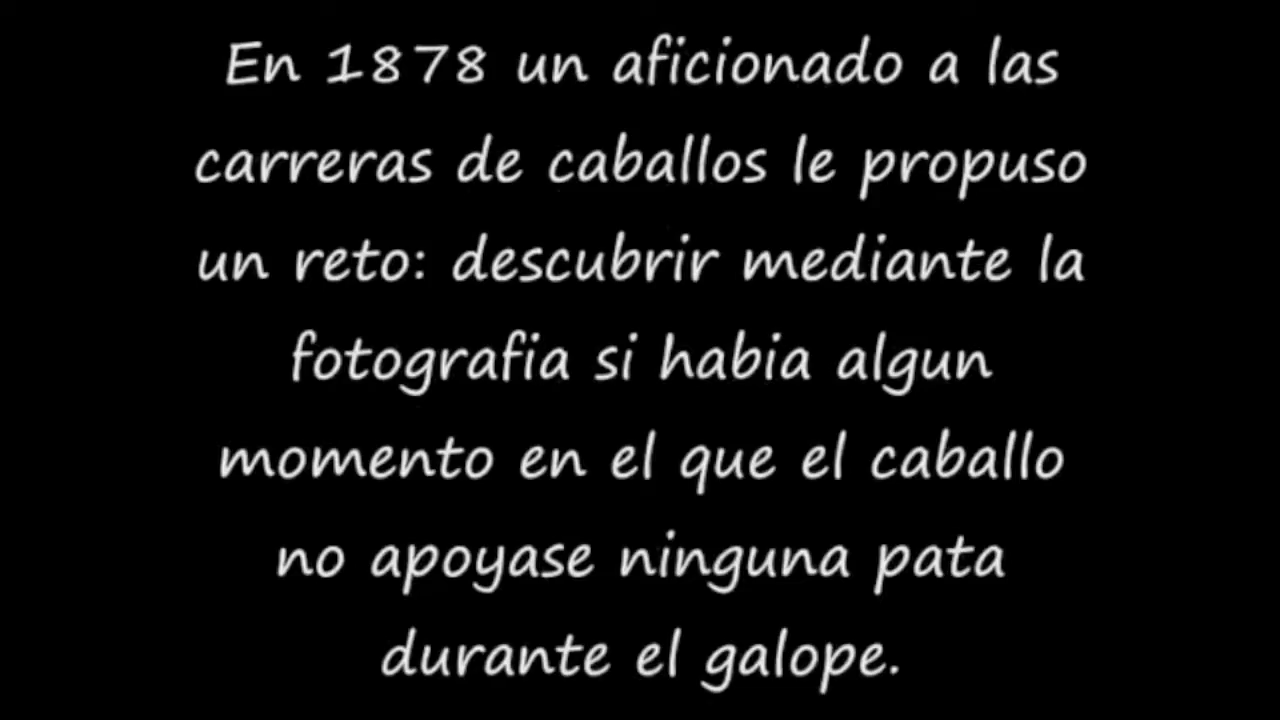 En 1878 un aficionado a las
carreras de caballos le propuso
un reto: descubrir mediante la
fotografia si habia algun
momento en el que el caballo
no apoyase ninguna pata
durante el galope.